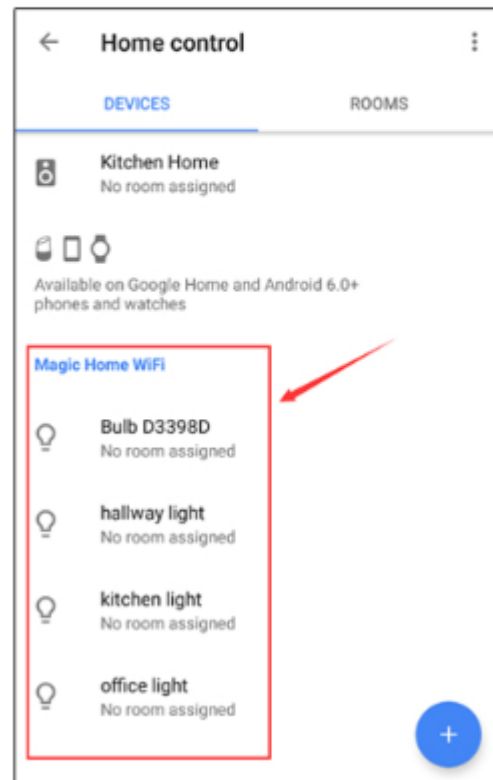 Home control
DEVICES
ROOMS
Kitchen Home
No room assigned
Available on Google Home and Android 6.0+
phones and watches
Magic Home WiFi
Bulb D3398D
No room assigned
hallway light
No room assigned
kitchen light
No room assigned
office light
No room assigned